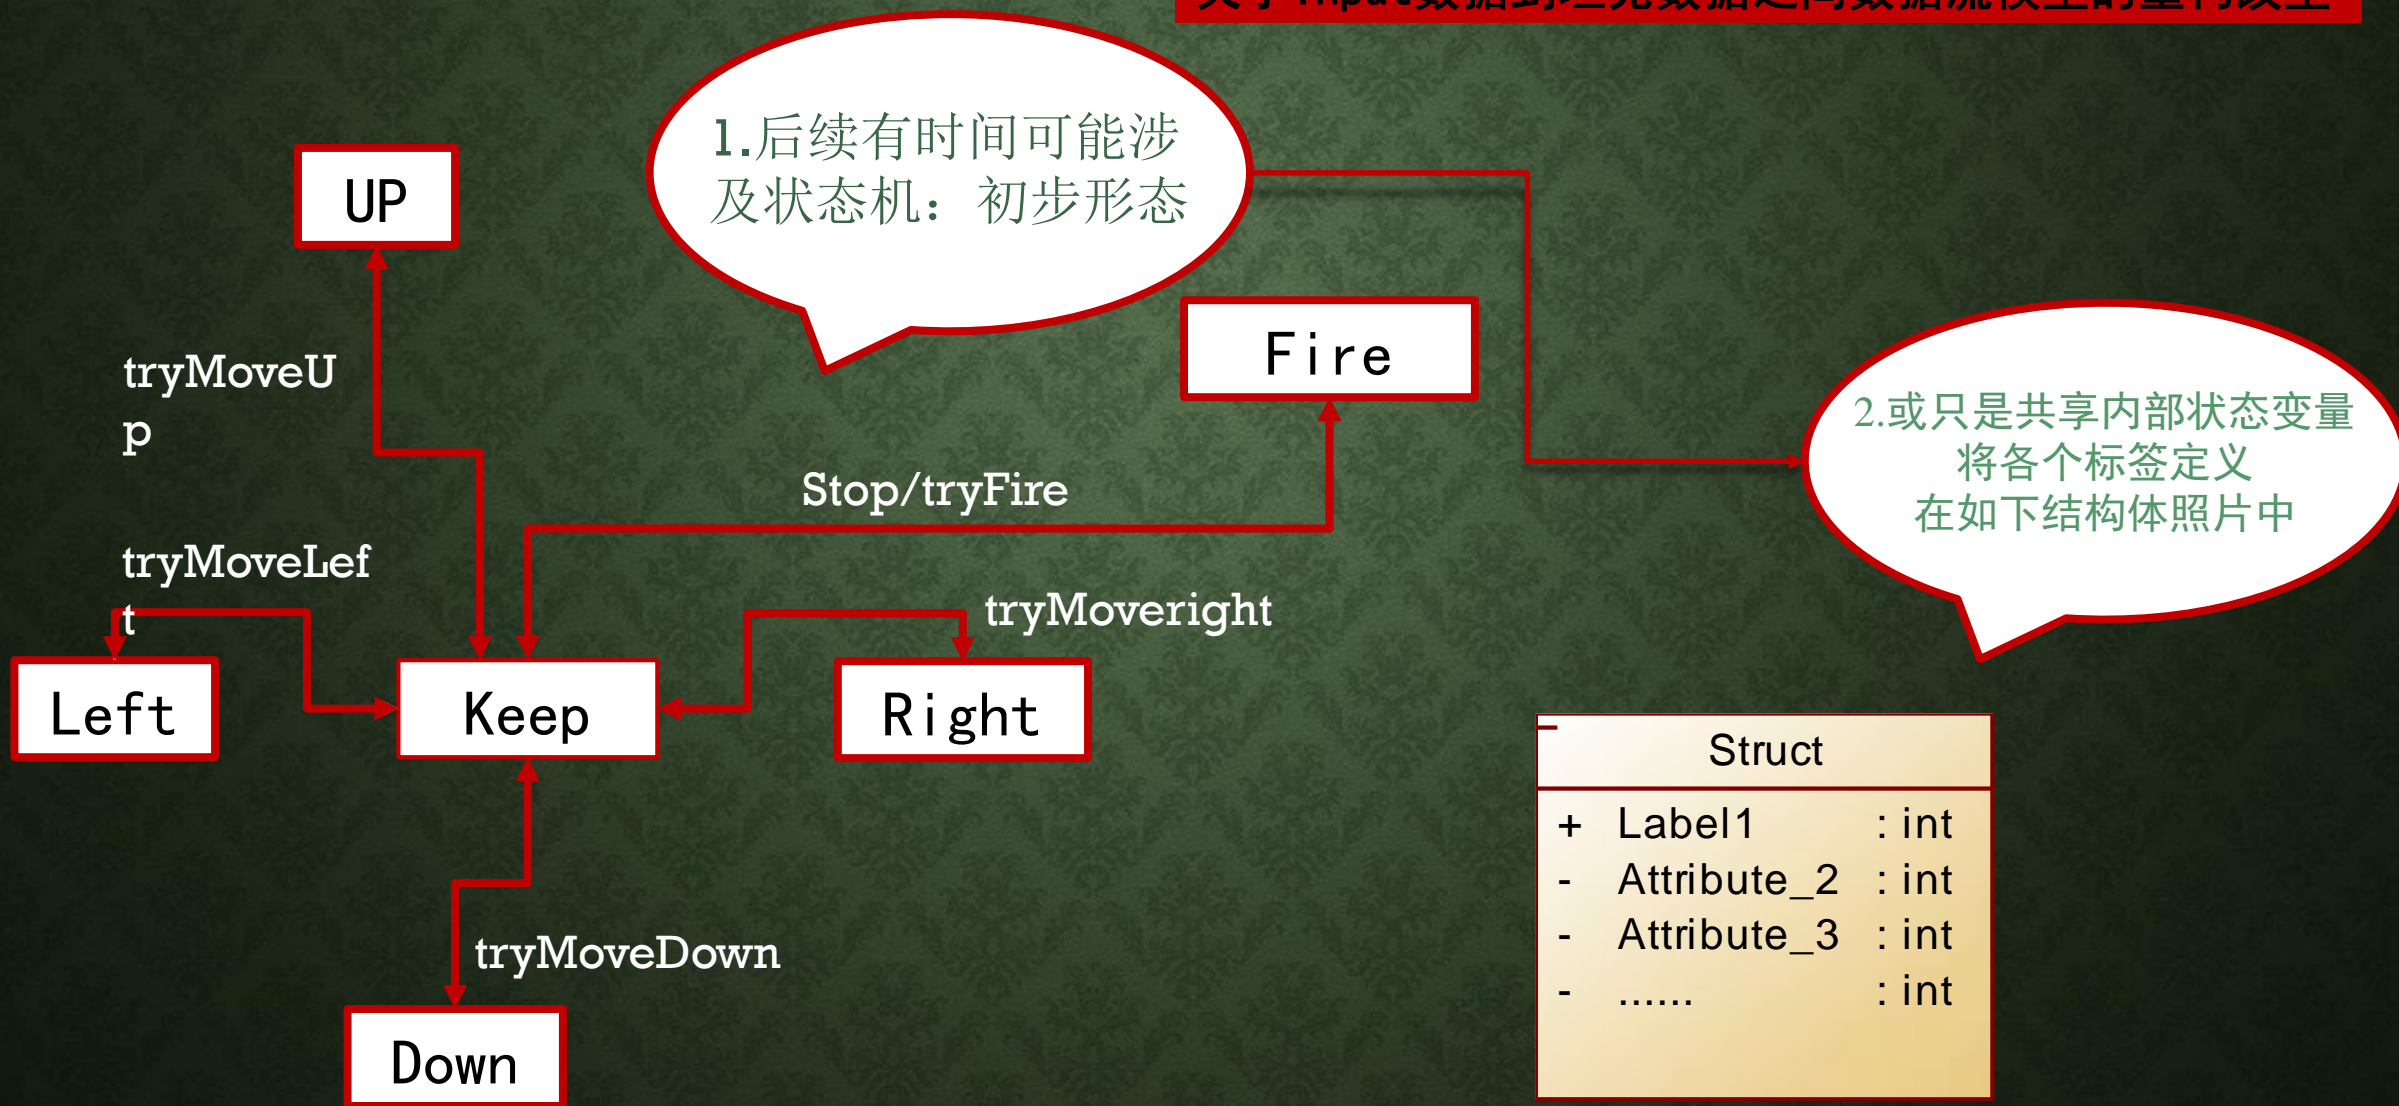 1.后续有时间可能涉
及状态机：初步形态
UP
Fire
tryMoveU
p
2.或只是共享内部状态变量
将各个标签定义
在如下结构体照片中
Stop/tryFire
tryMoveLef
t
tryMoveright
Left
Keep
Right
Struct
+ Label1 : int
- Attribute_2 : int
- Attribute_3 : int
- ...... : int
tryMoveDown
Down